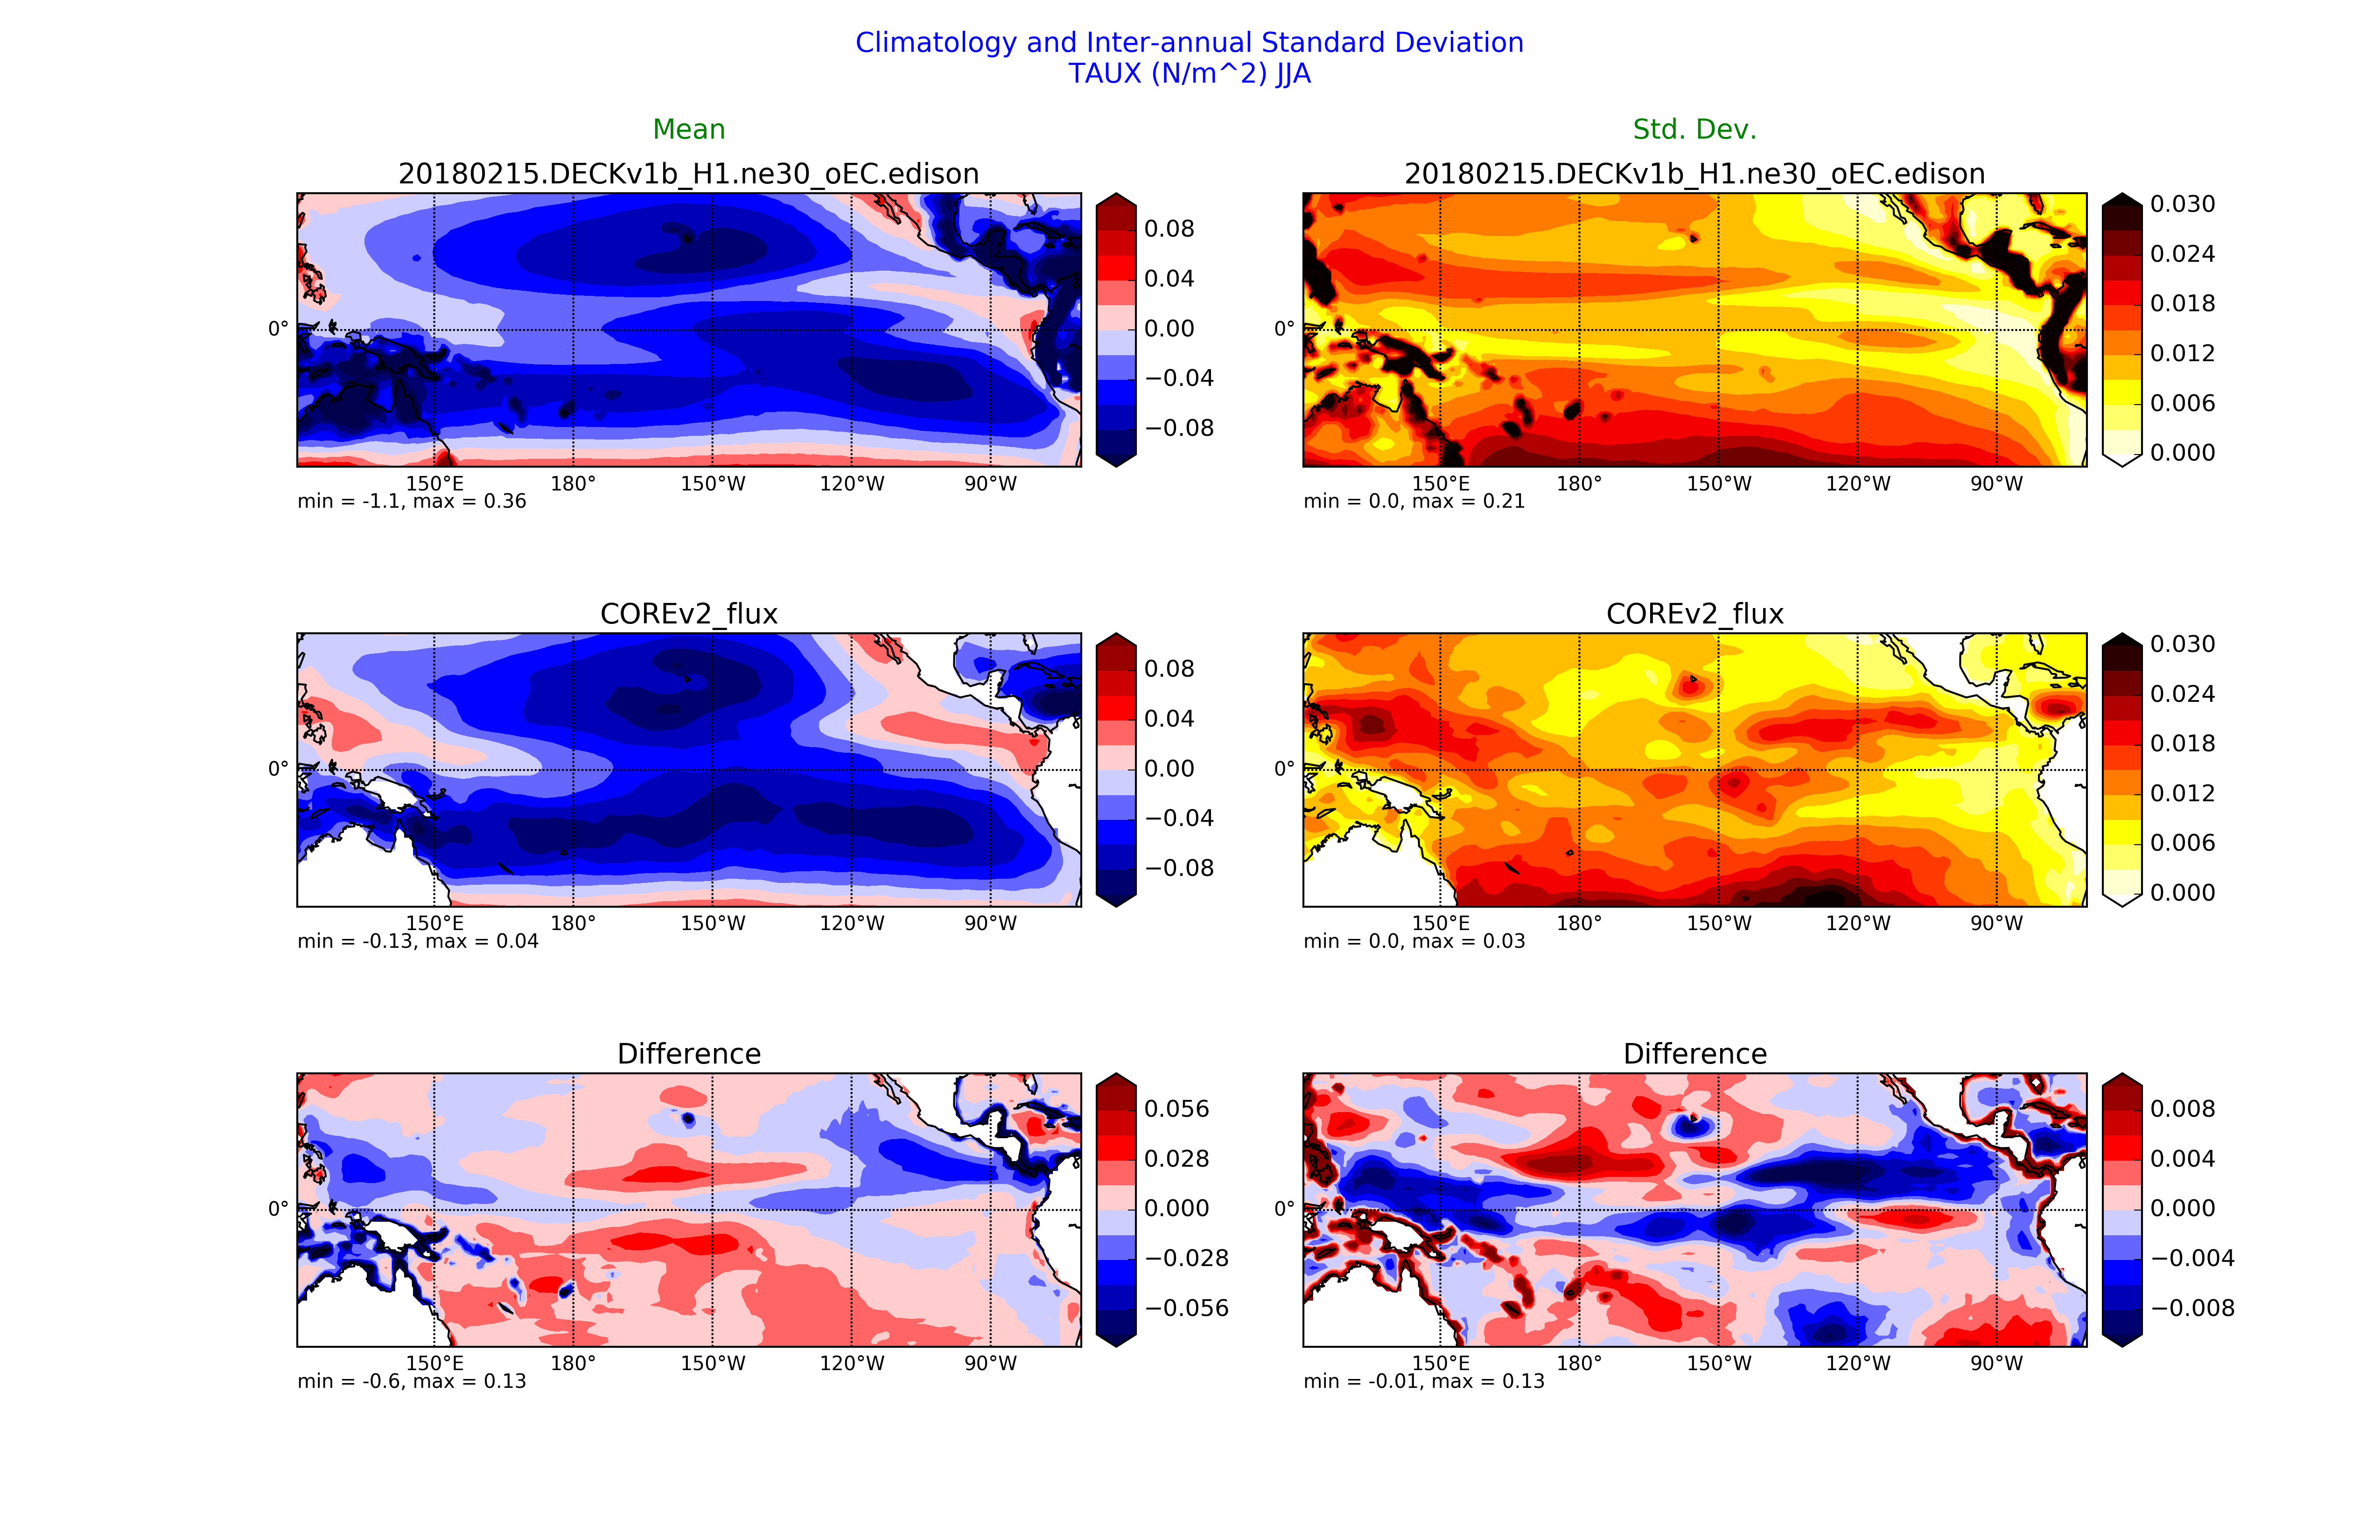 Climatology and Inter-annual Standard Deviation
TAUX (N/m^2) JJA
Mean
Std. Dev.
20180215.DECKv1b_H1.ne30_oEC.edison
0.08
0.04
0.00
−0.04
−0.08
0°
150°E 180° 150°W 120°W 90°W
min = -1.1, max = 0.36
20180215.DECKv1b_H1.ne30_oEC.edison
0.030
0.024
0.018
0.012
0.006
0.000
0°
150°E 180° 150°W 120°W 90°W
min = 0.0, max = 0.21
COREv2_flux
0.08
0.04
0.00
−0.04
−0.08
0°
150°E 180° 150°W 120°W 90°W
min = -0.13, max = 0.04
COREv2_flux
0.030
0.024
0.018
0.012
0.006
0.000
0°
150°E 180° 150°W 120°W 90°W
min = 0.0, max = 0.03
Difference
0.056
0.028
0.000
−0.028
−0.056
0°
150°E 180° 150°W 120°W 90°W
min = -0.6, max = 0.13
Difference
0.008
0.004
0.000
−0.004
−0.008
0°
150°E 180° 150°W 120°W 90°W
min = -0.01, max = 0.13